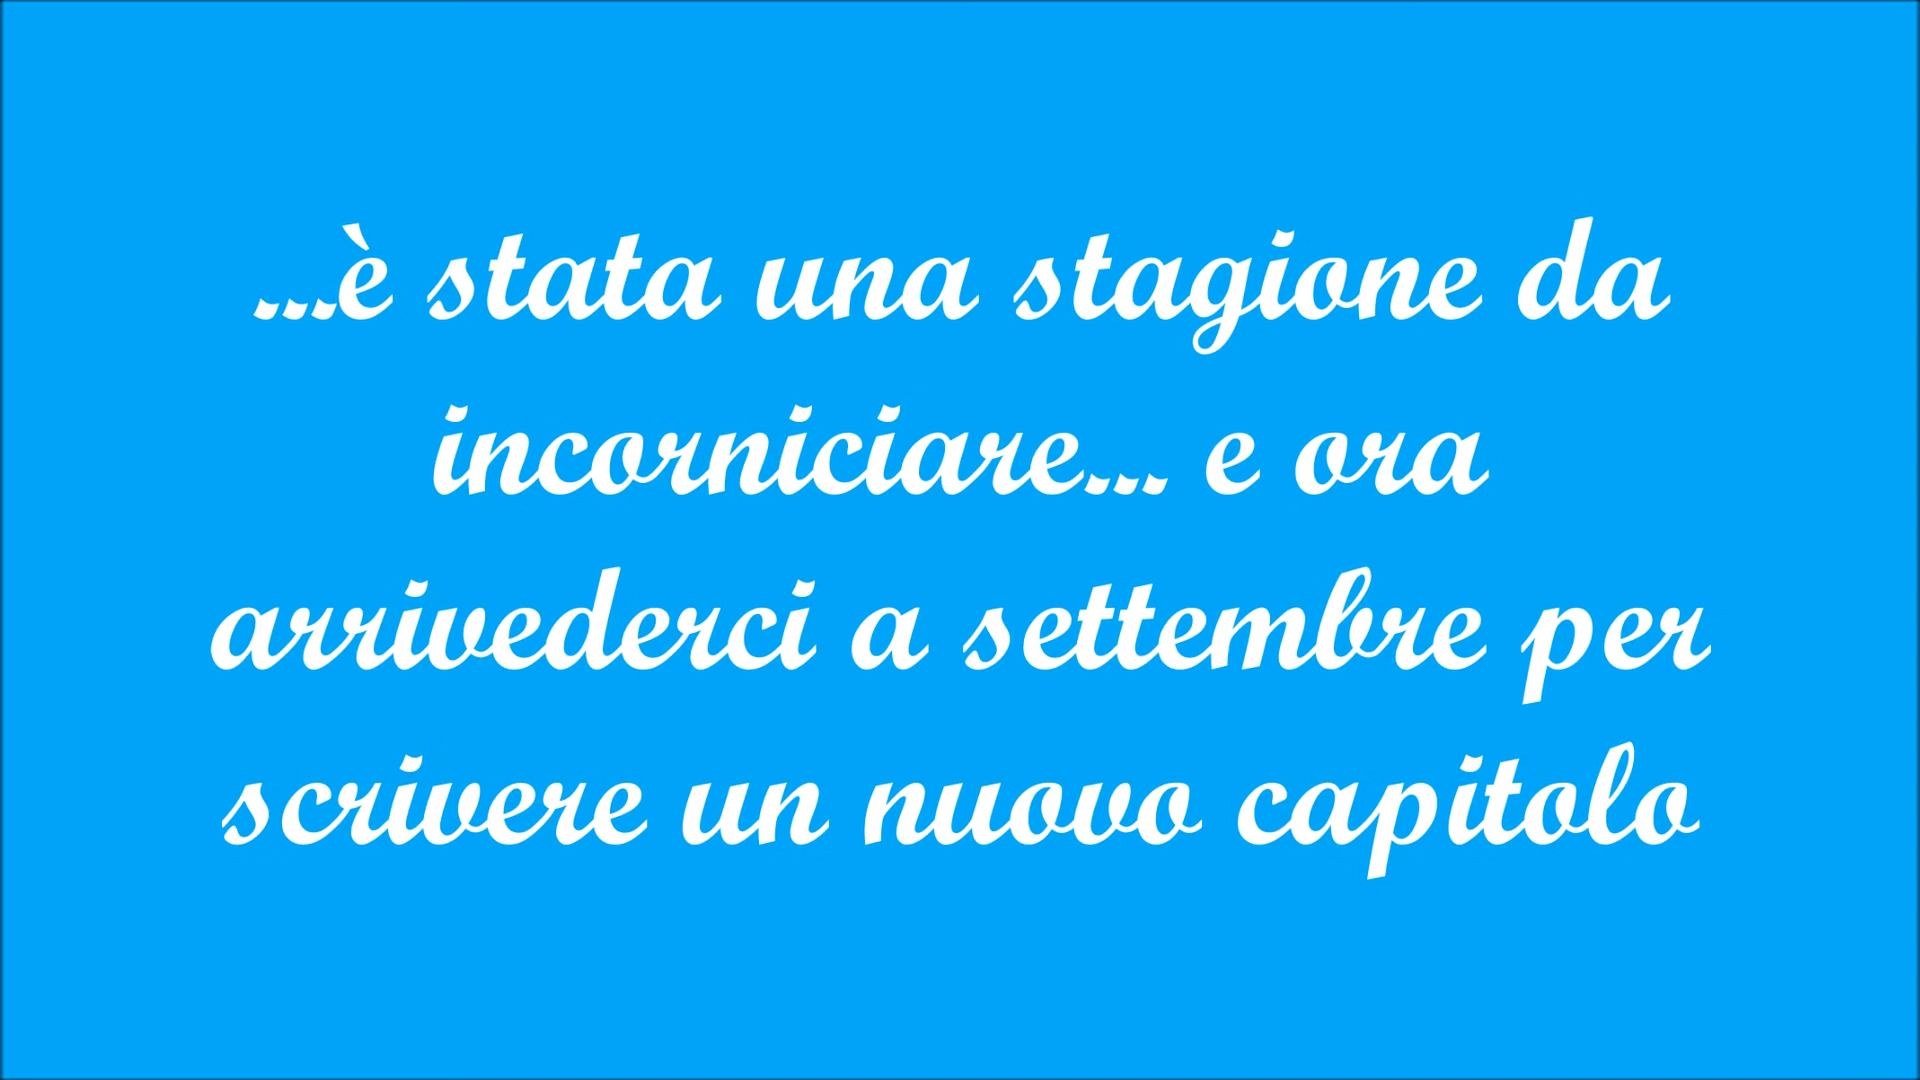 ...è stata una stagione da
incorniciare... e ora
arrivederci a settembre per
scrivere un nuovo capitolo